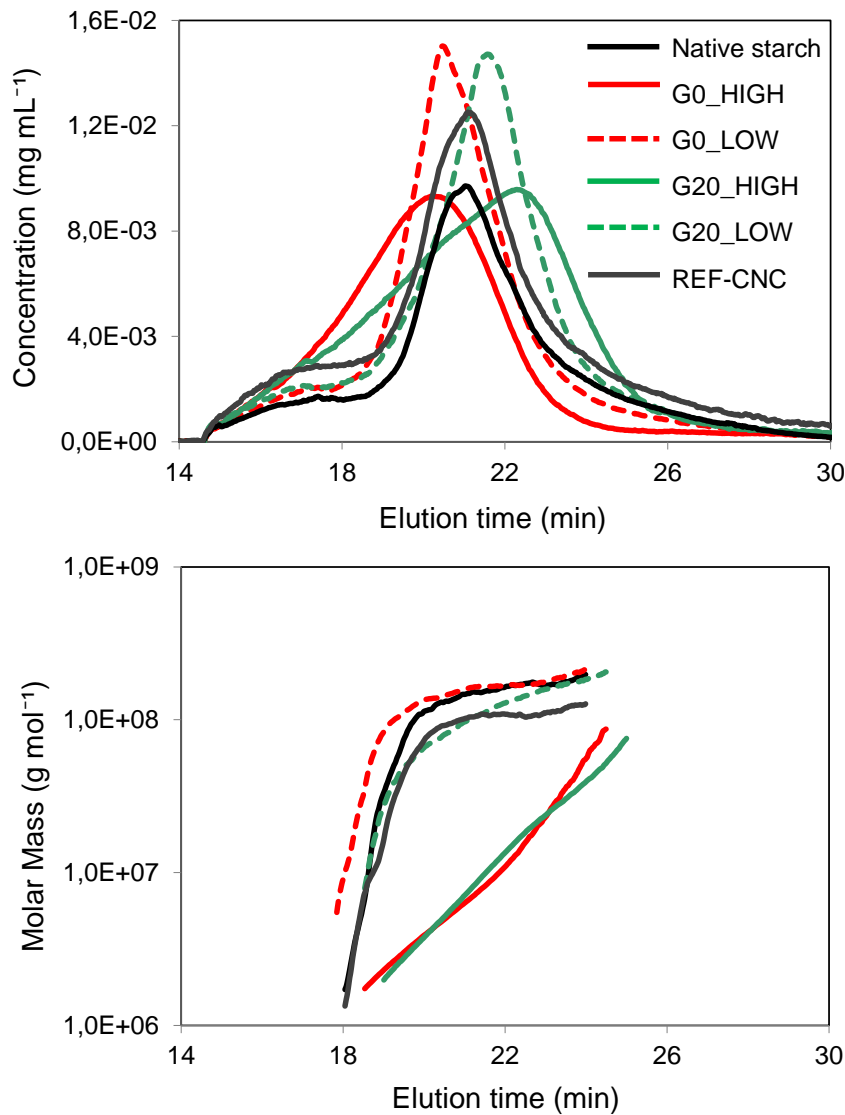 1,6E-02
1,2E-02
8,0E-03
4,0E-03
0,0E+00
Concentration (mg mL⁻¹)
Native starch
G0_HIGH
G0_LOW
G20_HIGH
G20_LOW
REF-CNC
14
18
22
26
30
Elution time (min)
1,0E+09
1,0E+08
1,0E+07
1,0E+06
Molar Mass (g mol⁻¹)
14
18
22
26
30
Elution time (min)